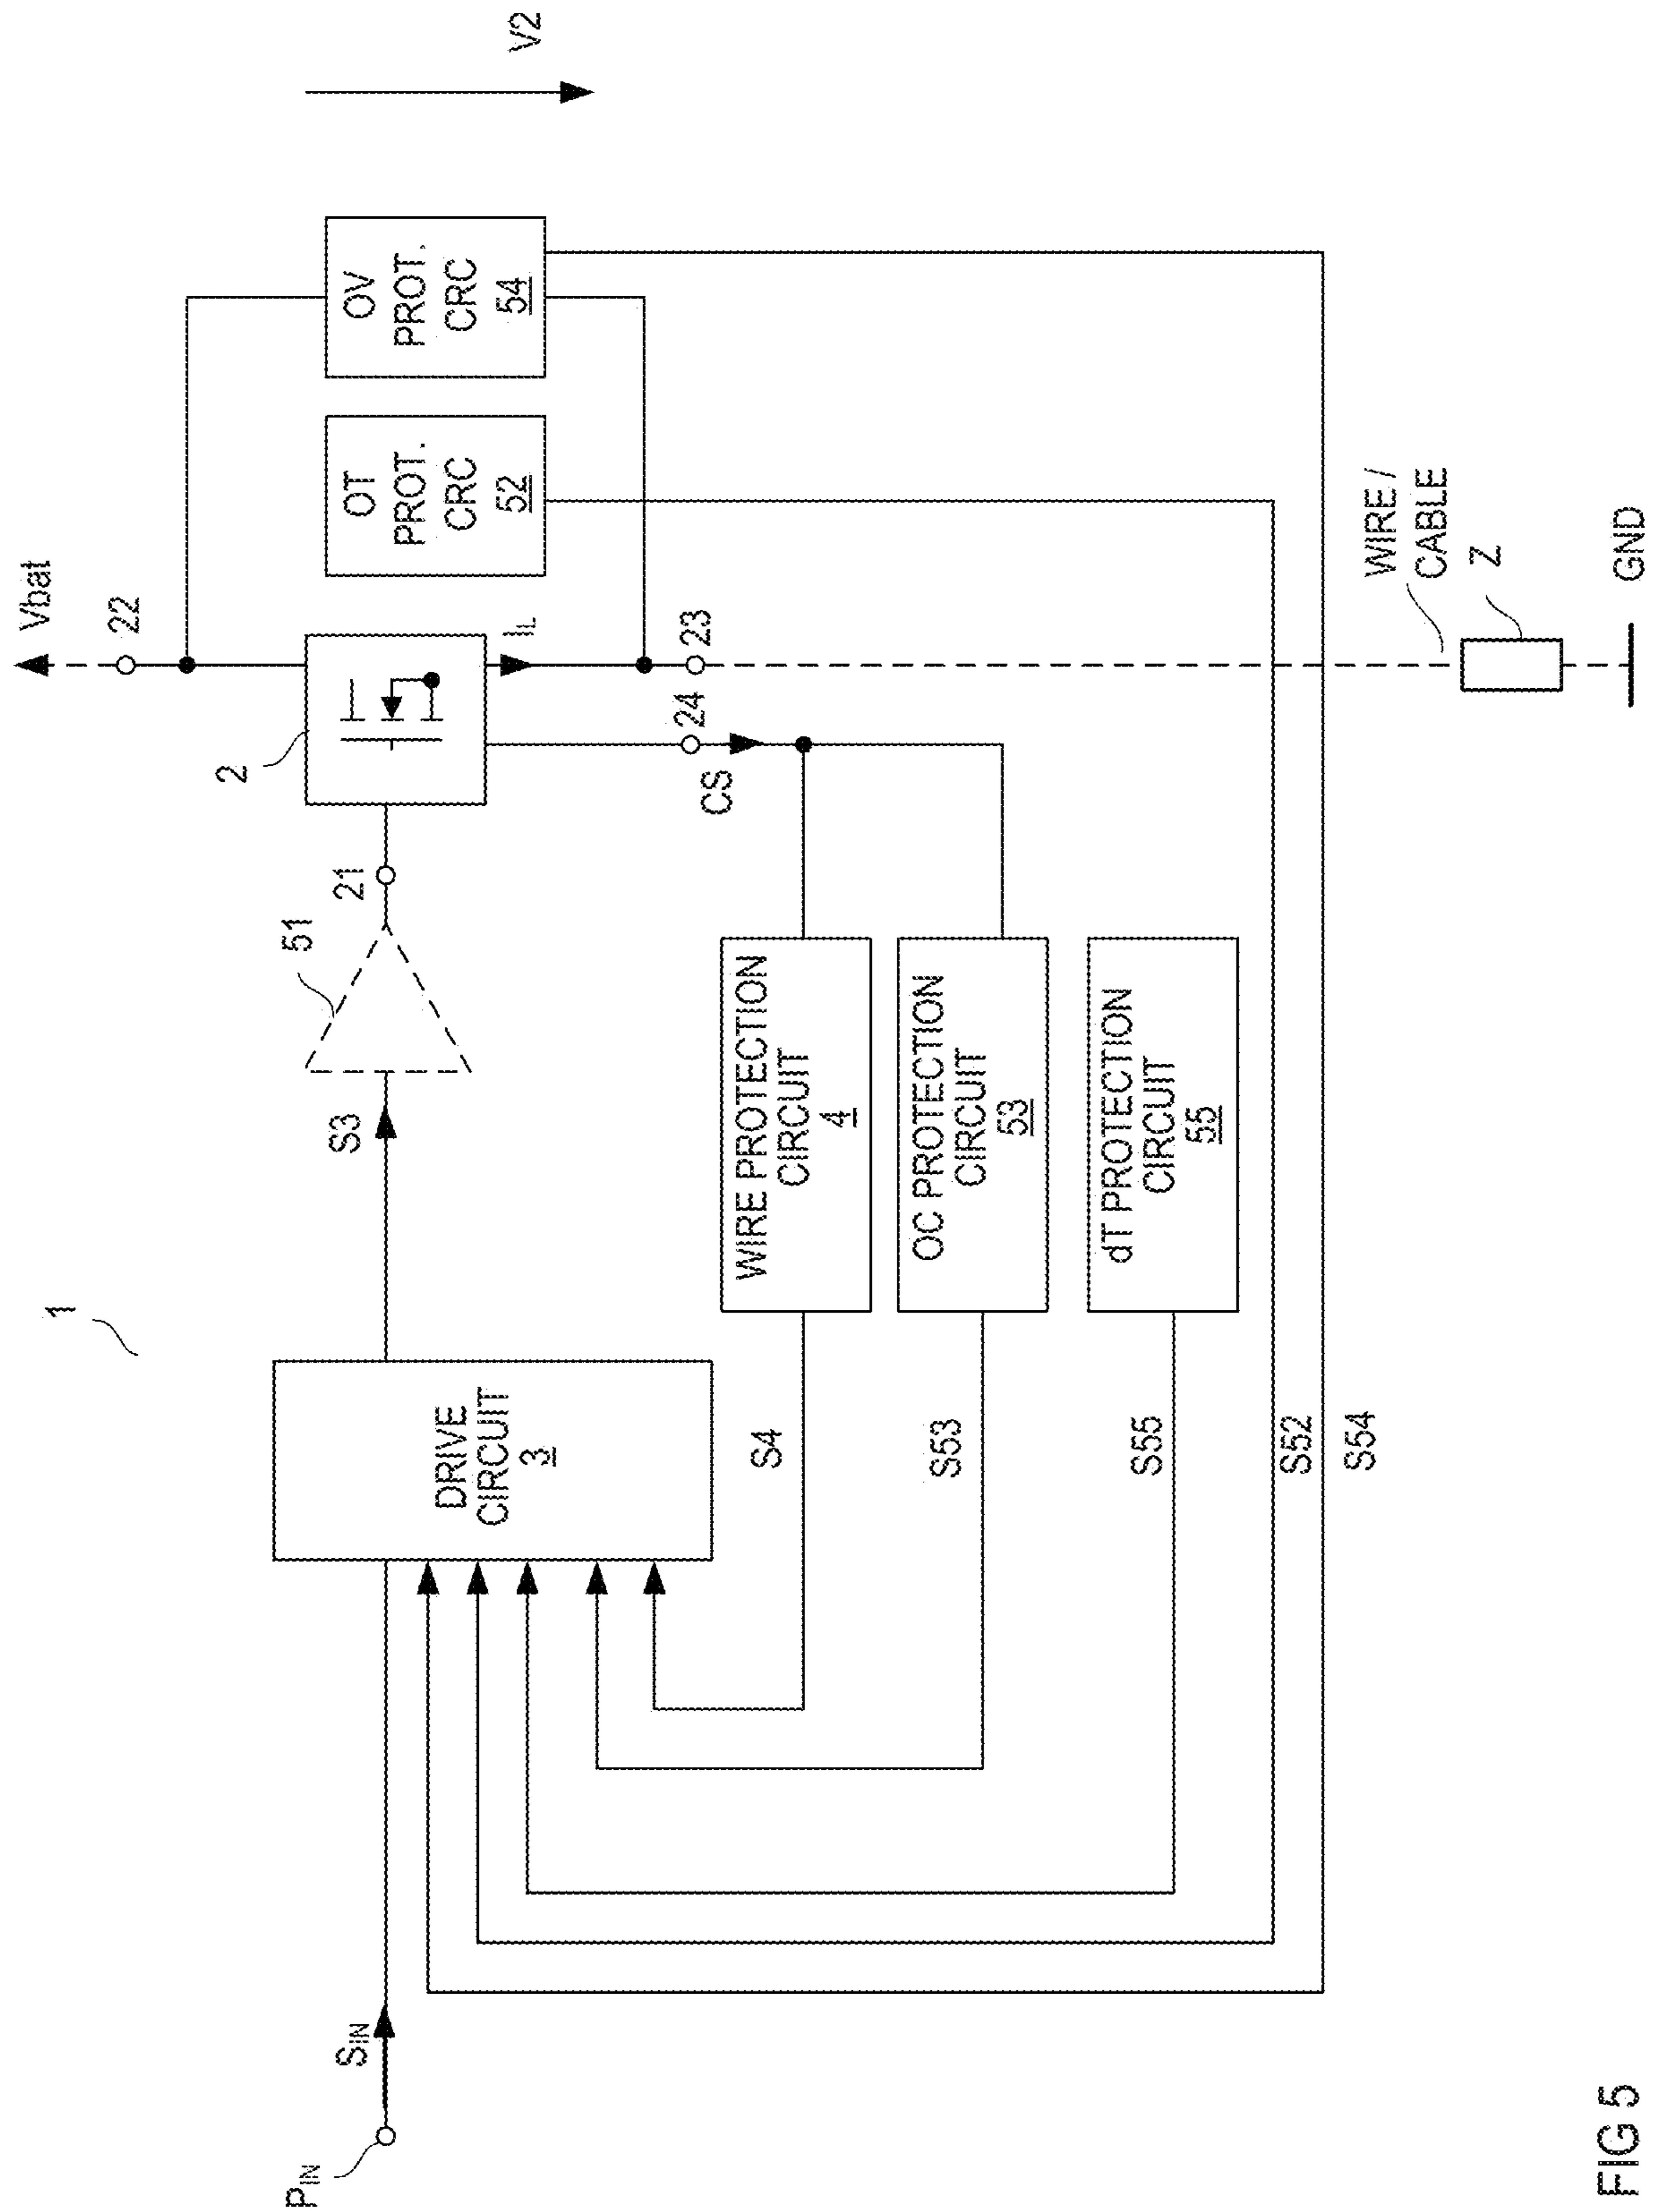 Vbat
22
V2
2
51
21
S3
1
PIN
SIN
DRIVE
CIRCUIT
3
IL
OT
PROT.
CRC
52
OV
PROT.
CRC
54
24
23
CS
WIRE PROTECTION
CIRCUIT
4
S4
OC PROTECTION
CIRCUIT
53
S53
dT PROTECTION
CIRCUIT
55
S55
S52
S54
WIRE /
CABLE
Z
GND
FIG 5